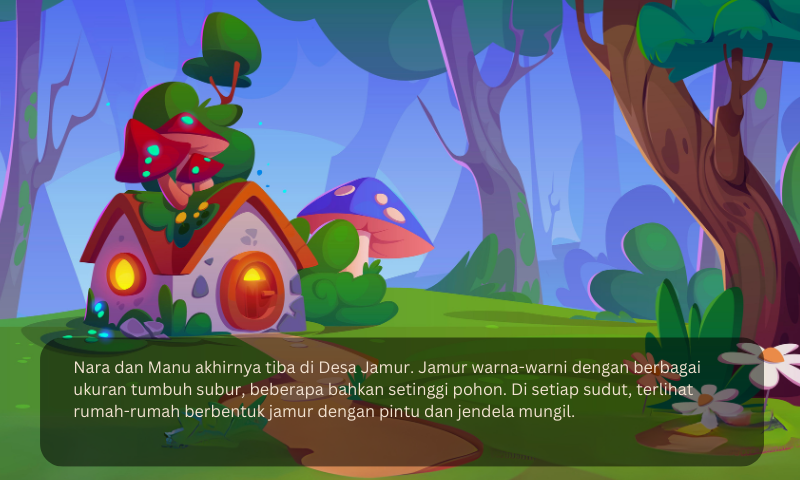 Nara dan Manu akhirnya tiba di Desa Jamur. Jamur warna-warni dengan berbagai
ukuran tumbuh subur, beberapa bahkan setinggi pohon. Di setiap sudut, terlihat
rumah-rumah berbentuk jamur dengan pintu dan jendela mungil.